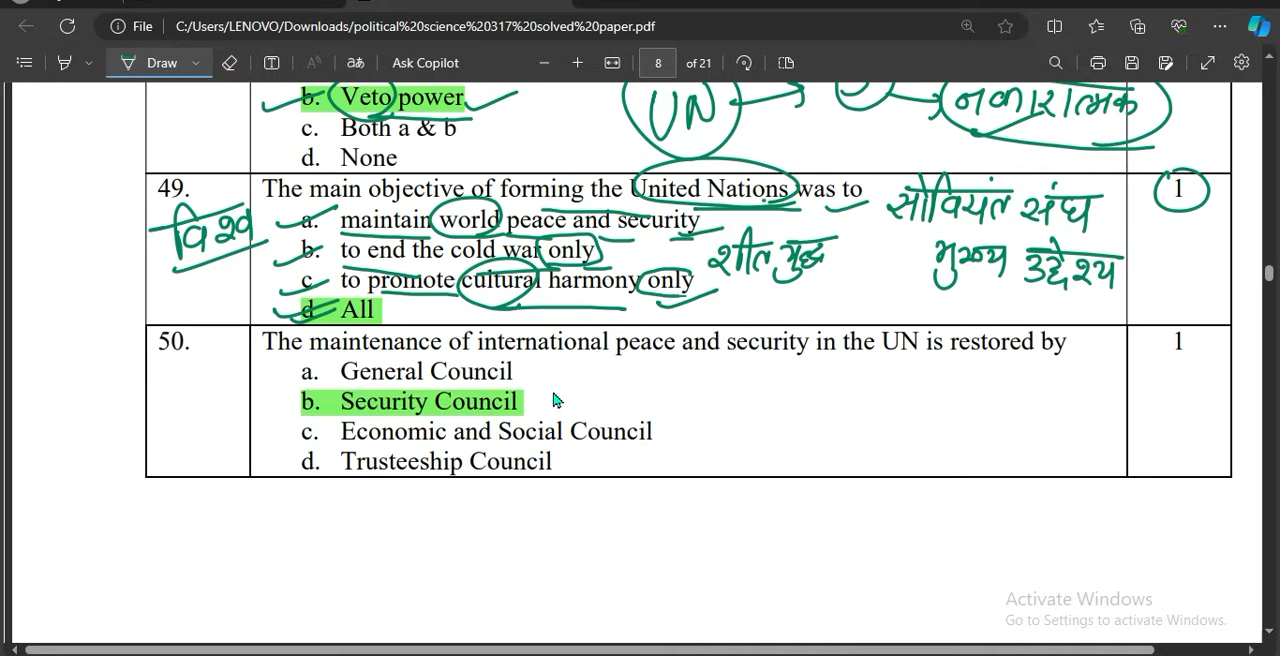 File C:/Users/LENOVO/Downloads/political%20science%20317%20solved%20paper.pdf
Draw Ask Copilot 8 of 21
b. Veto power UN नकारात्मक
c. Both a & b
d. None
49. The main objective of forming the United Nations was to सोवियंत संघ 1
विश्व a. maintain world peace and security
b. to end the cold war only शीत युद्ध मुख्य उद्देश्य
c. to promote cultural harmony only
d. All
50. The maintenance of international peace and security in the UN is restored by 1
a. General Council
b. Security Council
c. Economic and Social Council
d. Trusteeship Council
Activate Windows
Go to Settings to activate Windows.